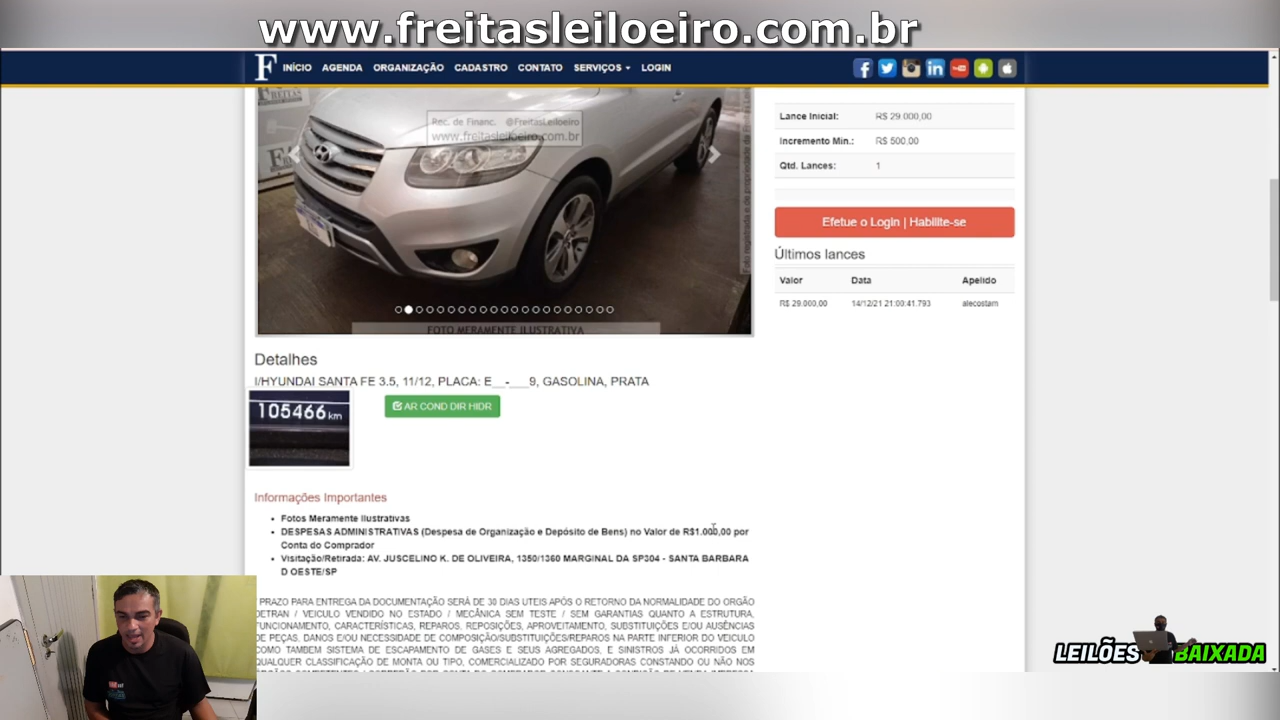 www.freitasleiloeiro.com.br
F INÍCIO AGENDA ORGANIZAÇÃO CADASTRO CONTATO SERVIÇOS LOGIN
FREITAS
Rec. de Financ. @FreitasLeiloeiro
www.freitasleiloeiro.com.br
FOTO MERAMENTE ILUSTRATIVA
Lance Inicial: R$ 29.000,00
Incremento Min.: R$ 500,00
Qtd. Lances: 1
Efetue o Login | Habilite-se
Últimos lances
Valor Data Apelido
R$ 29.000,00 14/12/21 21:00:41.793 alecostam
Detalhes
I/HYUNDAI SANTA FE 3.5, 11/12, PLACA: E__-___9, GASOLINA, PRATA
105466 km
AR COND DIR HIDR
Informações Importantes
• Fotos Meramente Ilustrativas
• DESPESAS ADMINISTRATIVAS (Despesa de Organização e Depósito de Bens) no Valor de R$1.000,00 por
Conta do Comprador
• Visitação/Retirada: AV. JUSCELINO K. DE OLIVEIRA, 1350/1360 MARGINAL DA SP304 - SANTA BARBARA
D OESTE/SP
PRAZO PARA ENTREGA DA DOCUMENTAÇÃO SERÁ DE 30 DIAS UTEIS APÓS O RETORNO DA NORMALIDADE DO ORGÃO
DETRAN / VEICULO VENDIDO NO ESTADO / MECÂNICA SEM TESTE / SEM GARANTIAS QUANTO A ESTRUTURA,
FUNCIONAMENTO, CARACTERÍSTICAS, REPAROS, REPOSIÇÕES, APROVEITAMENTO, SUBSTITUIÇÕES E/OU AUSÊNCIAS
DE PEÇAS. DANOS E/OU NECESSIDADE DE COMPOSIÇÃO/SUBSTITUIÇÕES/REPAROS NA PARTE INFERIOR DO VEICULO
COMO TAMBEM SISTEMA DE ESCAPAMENTO DE GASES E SEUS AGREGADOS, E SINISTROS JÁ OCORRIDOS EM
QUALQUER CLASSIFICAÇÃO DE MONTA OU TIPO, COMERCIALIZADO POR SEGURADORAS CONSTANDO OU NÃO NOS
LEILÕES BAIXADA